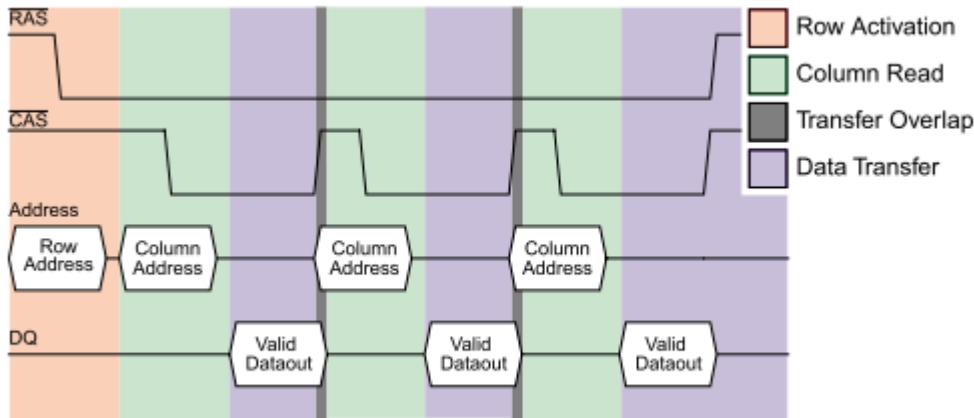 RAS
CAS
Address
Row
Address
Column
Address
Column
Address
Column
Address
DQ
Valid
Dataout
Valid
Dataout
Valid
Dataout
Row Activation
Column Read
Transfer Overlap
Data Transfer